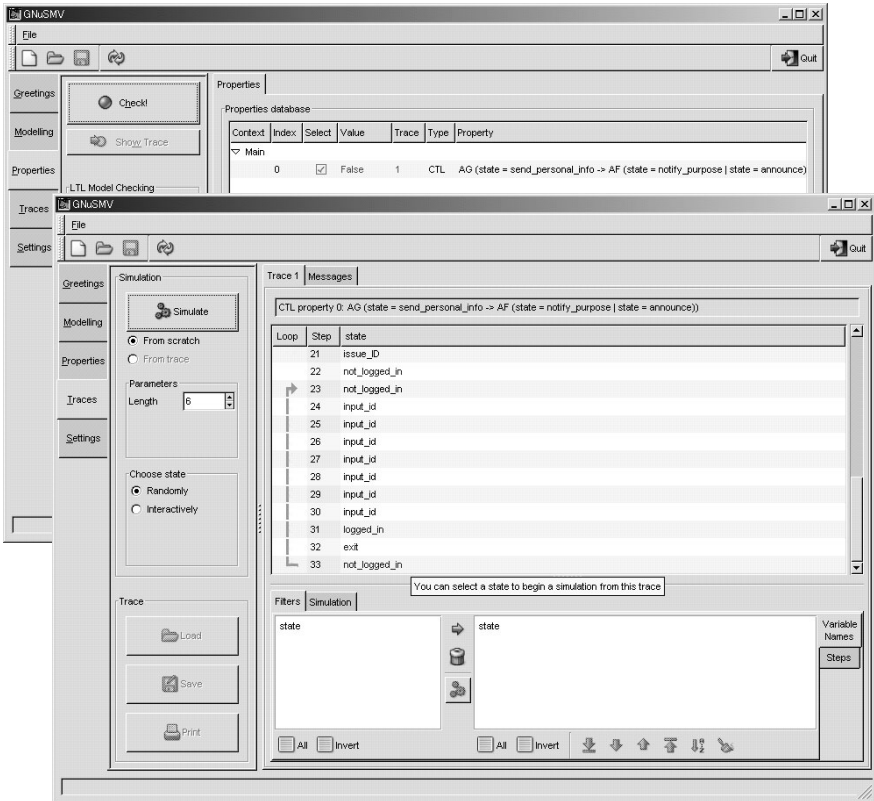 GNuSMV
File
Quit
Greetings
Modelling
Properties
Traces
Settings
Check!
Show Trace
LTL Model Checking
Properties
Properties database
Context Index Select Value Trace Type Property
Main
0 False 1 CTL AG (state = send_personal_info -> AF (state = notify_purpose | state = announce)
GNuSMV
File
Quit
Greetings
Modelling
Properties
Traces
Settings
Simulation
Simulate
From scratch
From trace
Parameters
Length 6
Choose state
Randomly
Interactively
Trace
Load
Save
Print
Trace 1 Messages
CTL property 0: AG (state = send_personal_info -> AF (state = notify_purpose | state = announce))
Loop Step state
21 issue_ID
22 not_logged_in
23 not_logged_in
24 input_id
25 input_id
26 input_id
27 input_id
28 input_id
29 input_id
30 input_id
31 logged_in
32 exit
33 not_logged_in
You can select a state to begin a simulation from this trace
Filters Simulation
state
state
Variable
Names
Steps
All Invert
All Invert